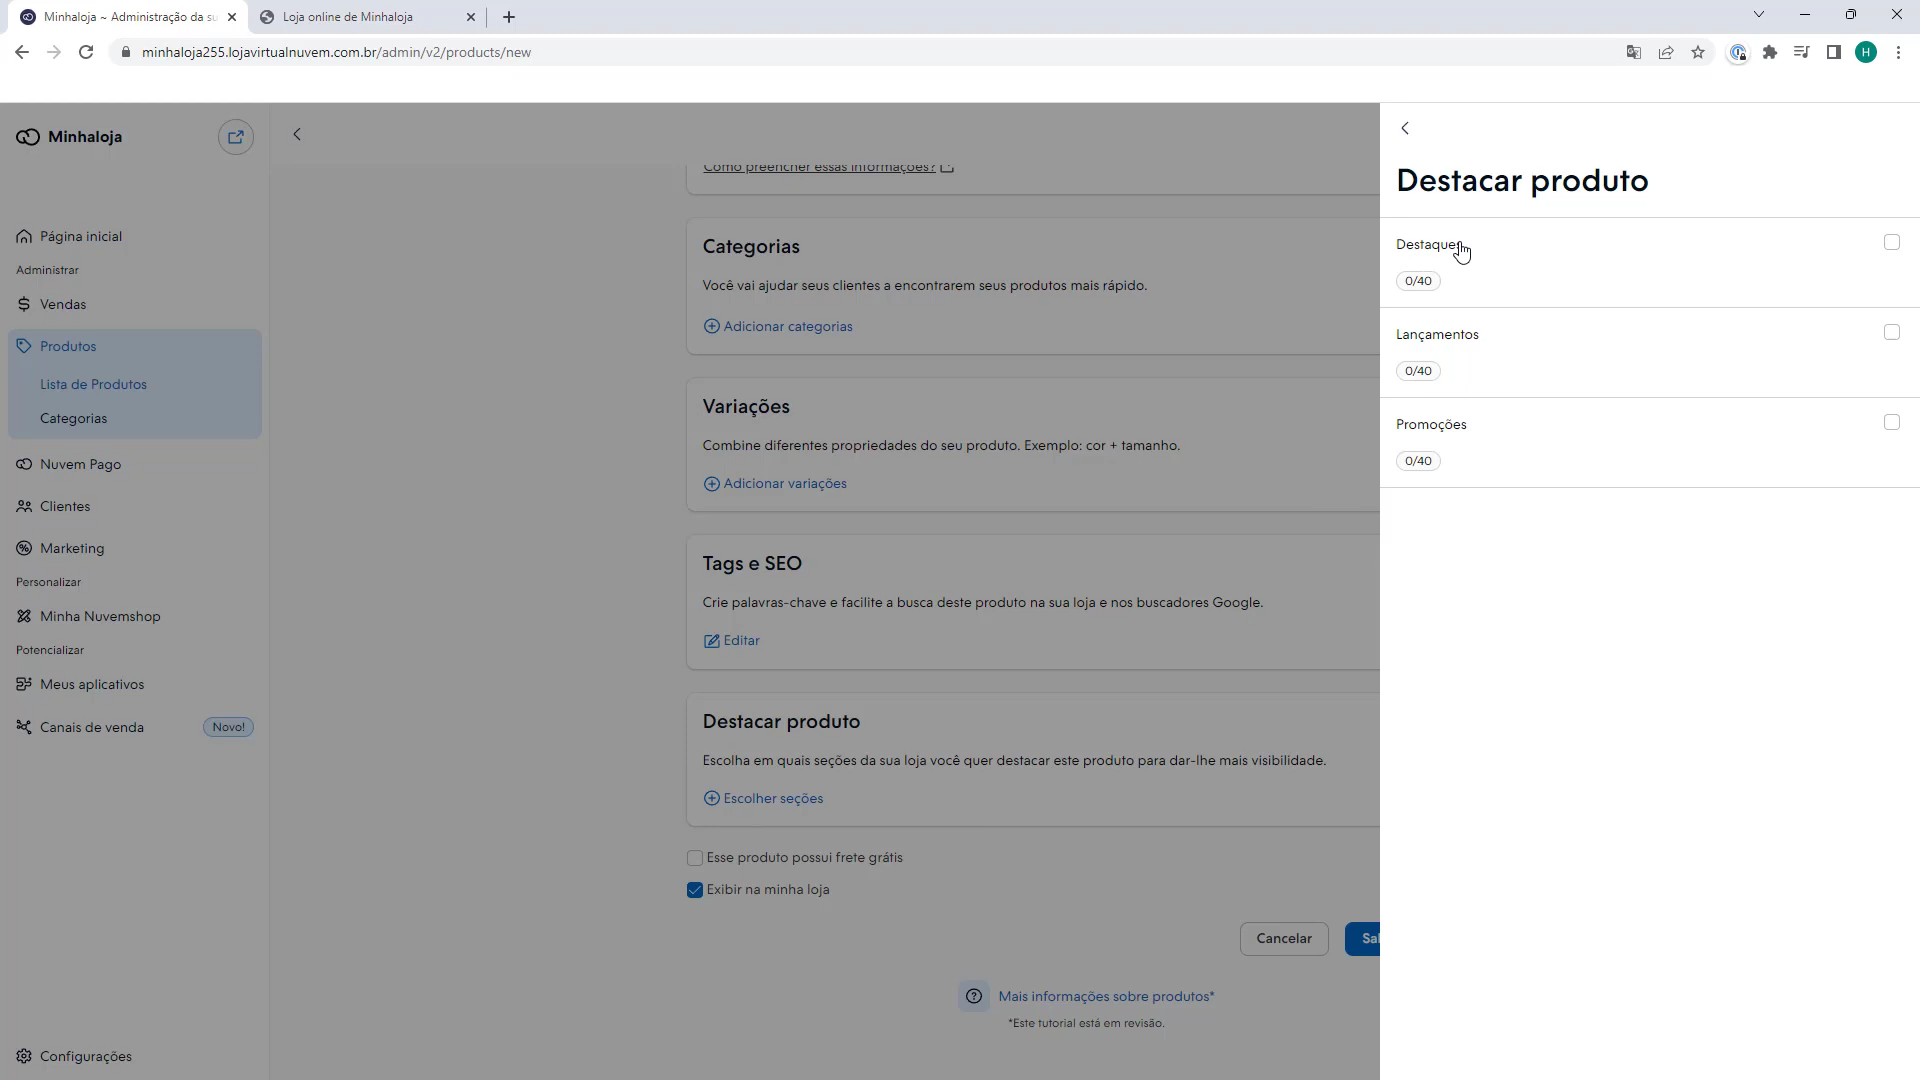 Minhaloja ~ Administração da su
Loja online de Minhaloja
minhaloja255.lojavirtualnuvem.com.br/admin/v2/products/new
H
Minhaloja
Página inicial
Administrar
Vendas
Produtos
Lista de Produtos
Categorias
Nuvem Pago
Clientes
Marketing
Personalizar
Minha Nuvemshop
Potencializar
Meus aplicativos
Canais de venda
Novo!
Configurações
Como preencher essas informações?
Categorias
Você vai ajudar seus clientes a encontrarem seus produtos mais rápido.
Adicionar categorias
Variações
Combine diferentes propriedades do seu produto. Exemplo: cor + tamanho.
Adicionar variações
Tags e SEO
Crie palavras-chave e facilite a busca deste produto na sua loja e nos buscadores Google.
Editar
Destacar produto
Escolha em quais seções da sua loja você quer destacar este produto para dar-lhe mais visibilidade.
Escolher seções
Esse produto possui frete grátis
Exibir na minha loja
Cancelar
Sal
Mais informações sobre produtos*
*Este tutorial está em revisão.
Destacar produto
Destaques
0/40
Lançamentos
0/40
Promoções
0/40